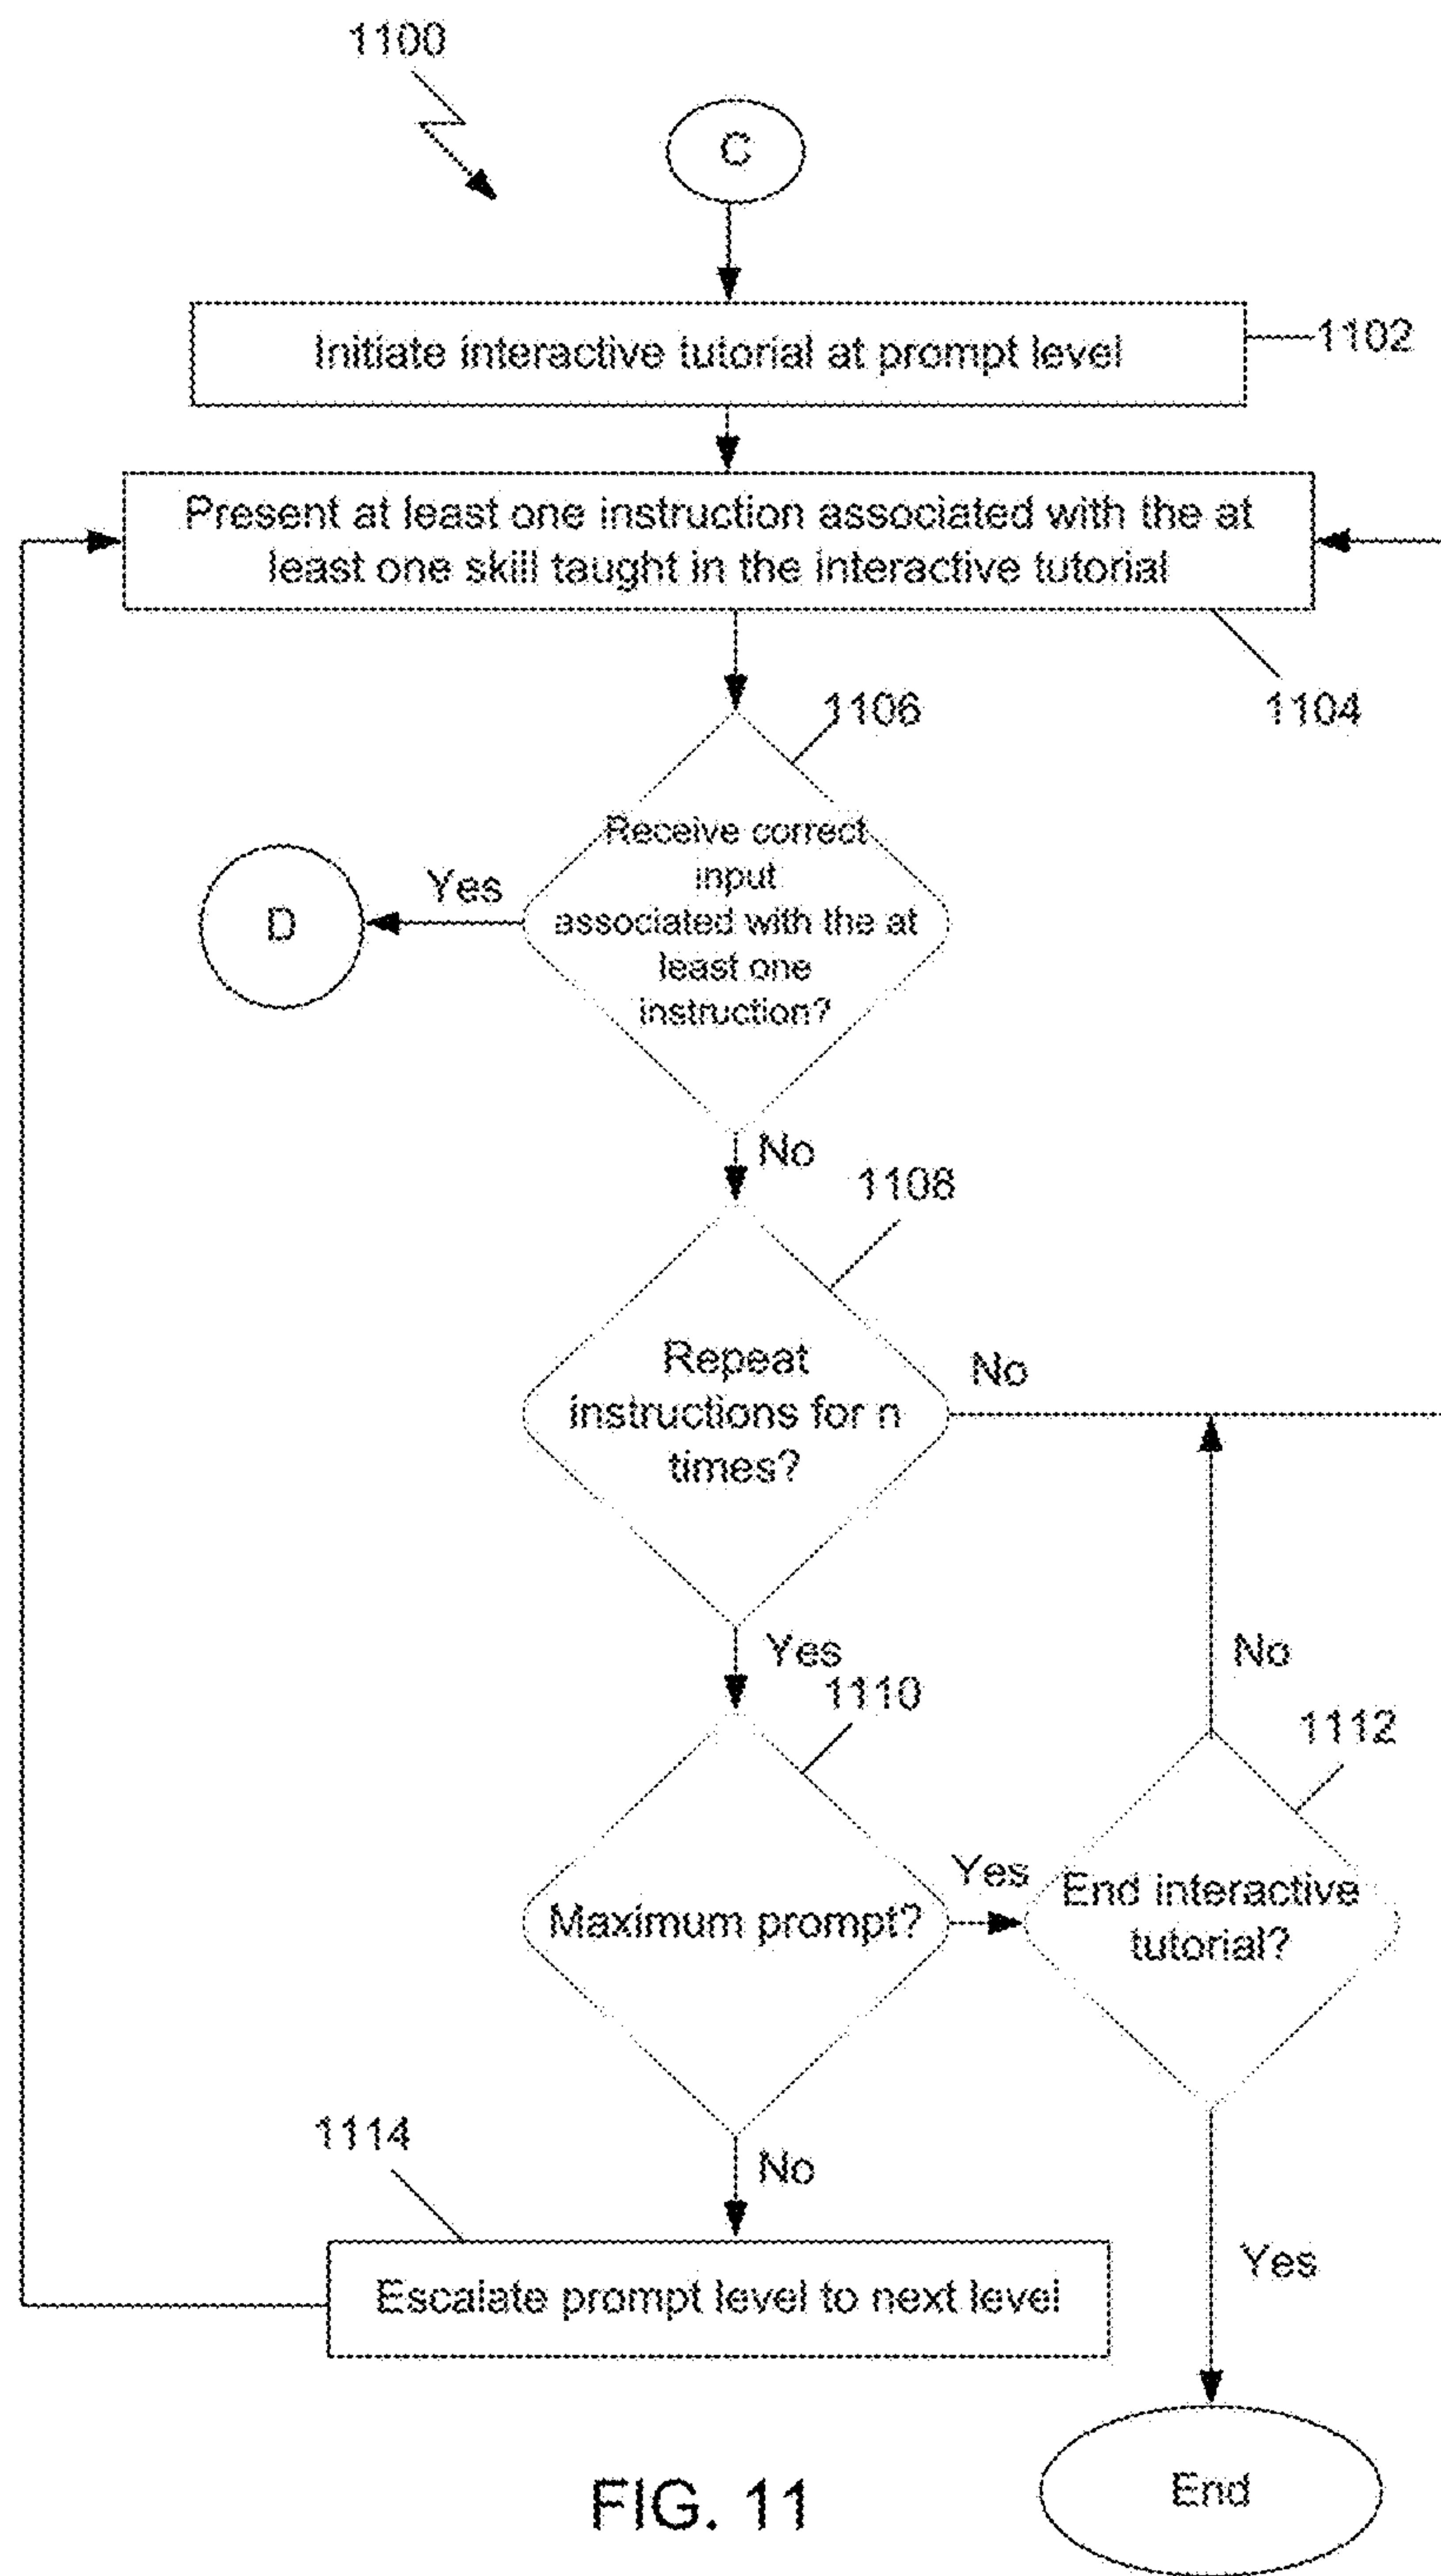 1100
C
Initiate interactive tutorial at prompt level
1102
Present at least one instruction associated with the at
least one skill taught in the interactive tutorial
1104
1106
Receive correct
input
associated with the at
least one
instruction?
Yes
D
No
1108
Repeat
instructions for n
times?
No
Yes
1110
Maximum prompt?
Yes
1112
End interactive
tutorial?
No
No
1114
Escalate prompt level to next level
Yes
End
FIG. 11